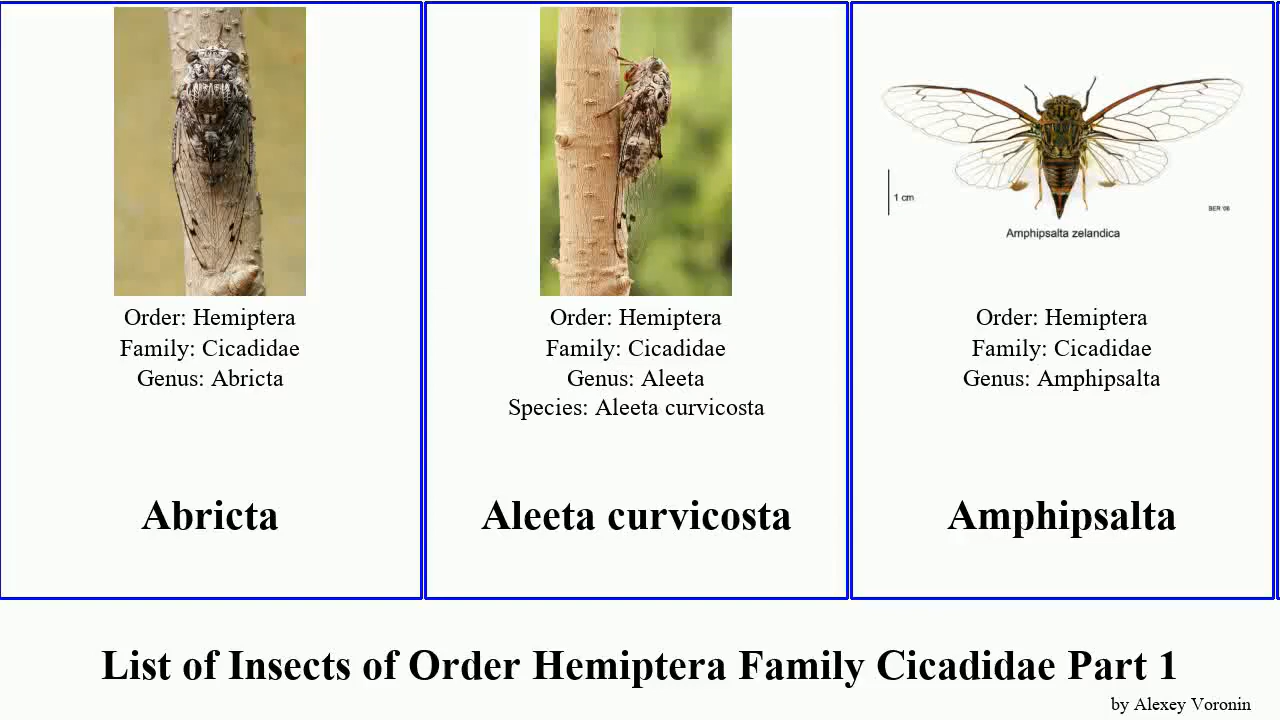 Order: Hemiptera
Family: Cicadidae
Genus: Abricta
Abricta
Order: Hemiptera
Family: Cicadidae
Genus: Aleeta
Species: Aleeta curvicosta
Aleeta curvicosta
1 cm
BER '06
Amphipsalta zelandica
Order: Hemiptera
Family: Cicadidae
Genus: Amphipsalta
Amphipsalta
List of Insects of Order Hemiptera Family Cicadidae Part 1
by Alexey Voronin